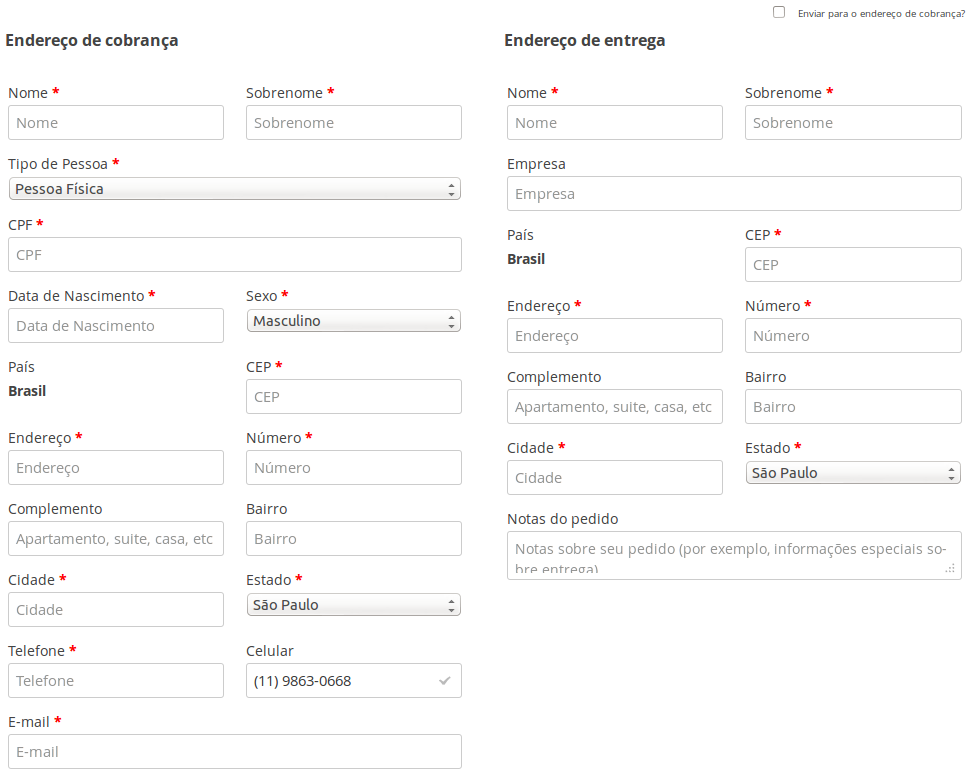 Enviar para o endereço de cobrança?
Endereço de cobrança
Nome *
Sobrenome *
Nome
Sobrenome
Tipo de Pessoa *
Pessoa Física
CPF *
CPF
Data de Nascimento *
Sexo *
Data de Nascimento
Masculino
País
CEP *
Brasil
CEP
Endereço *
Número *
Endereço
Número
Complemento
Bairro
Apartamento, suite, casa, etc
Bairro
Cidade *
Estado *
Cidade
São Paulo
Telefone *
Celular
Telefone
(11) 9863-0668
E-mail *
E-mail
Endereço de entrega
Nome *
Sobrenome *
Nome
Sobrenome
Empresa
Empresa
País
CEP *
Brasil
CEP
Endereço *
Número *
Endereço
Número
Complemento
Bairro
Apartamento, suite, casa, etc
Bairro
Cidade *
Estado *
Cidade
São Paulo
Notas do pedido
Notas sobre seu pedido (por exemplo, informações especiais so-
bre entrega)